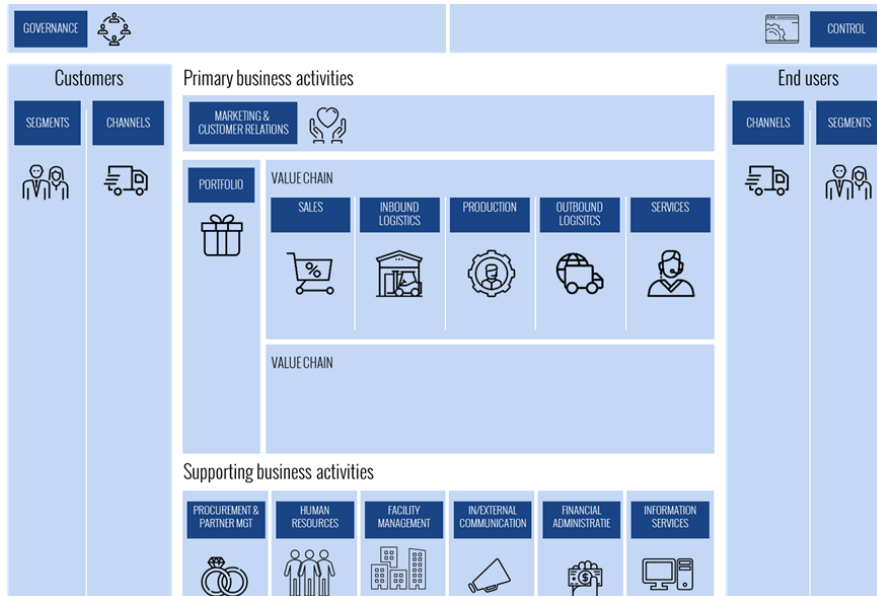 GOVERNANCE
CONTROL
Customers
Primary business activities
End users
SEGMENTS
CHANNELS
MARKETING &
CUSTOMER RELATIONS
CHANNELS
SEGMENTS
PORTFOLIO
VALUE CHAIN
SALES
INBOUND
LOGISTICS
PRODUCTION
OUTBOUND
LOGISITCS
SERVICES
%
VALUE CHAIN
Supporting business activities
PROCUREMENT &
PARTNER MGT
HUMAN
RESOURCES
FACILITY
MANAGEMENT
IN/EXTERNAL
COMMUNICATION
FINANCIAL
ADMINISTRATIE
INFORMATION
SERVICES
$